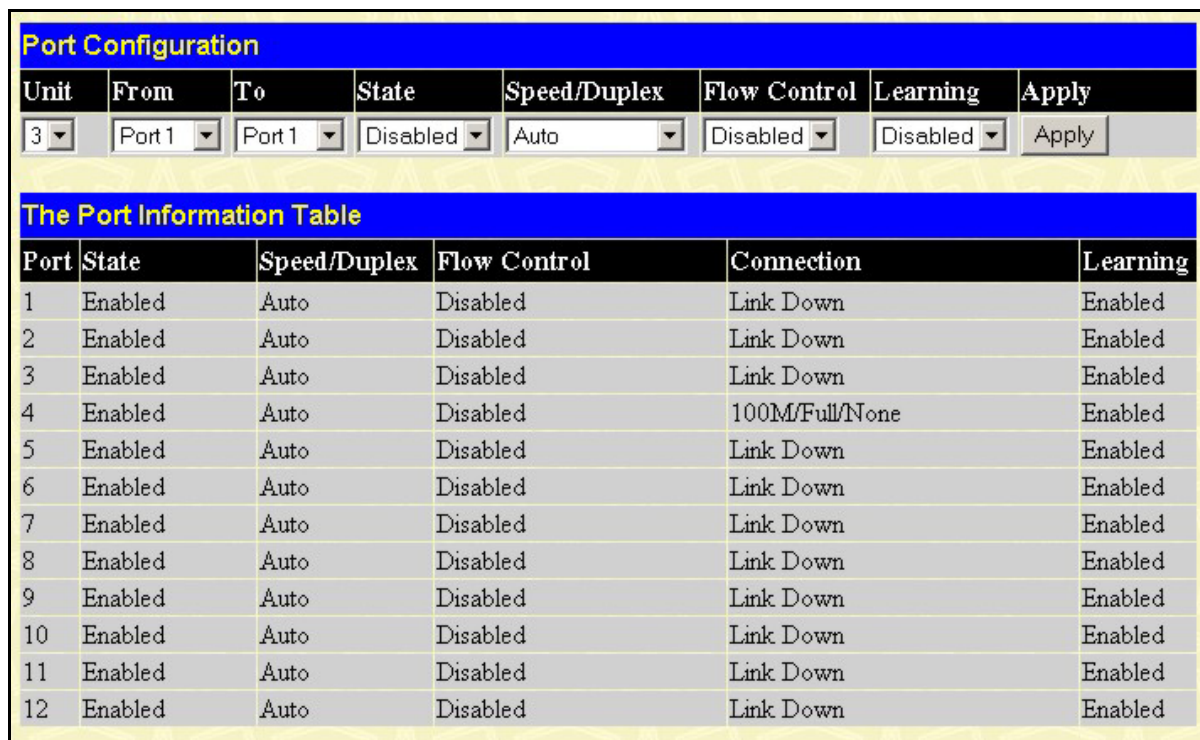 Port Configuration
Unit From To State Speed/Duplex Flow Control Learning Apply
3 Port 1 Port 1 Disabled Auto Disabled Disabled Apply
The Port Information Table
Port State Speed/Duplex Flow Control Connection Learning
1 Enabled Auto Disabled Link Down Enabled
2 Enabled Auto Disabled Link Down Enabled
3 Enabled Auto Disabled Link Down Enabled
4 Enabled Auto Disabled 100M/Full/None Enabled
5 Enabled Auto Disabled Link Down Enabled
6 Enabled Auto Disabled Link Down Enabled
7 Enabled Auto Disabled Link Down Enabled
8 Enabled Auto Disabled Link Down Enabled
9 Enabled Auto Disabled Link Down Enabled
10 Enabled Auto Disabled Link Down Enabled
11 Enabled Auto Disabled Link Down Enabled
12 Enabled Auto Disabled Link Down Enabled